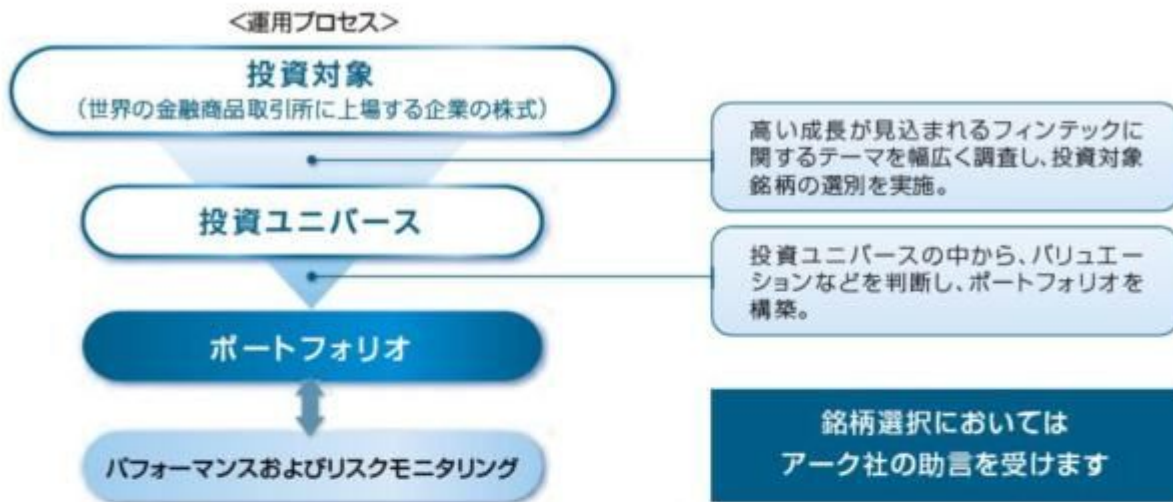 <運用プロセス>
投資対象
（世界の金融商品取引所に上場する企業の株式）
高い成長が見込まれるフィンテックに
関するテーマを幅広く調査し、投資対象
銘柄の選別を実施。
投資ユニバース
投資ユニバースの中から、バリュエー
ションなどを判断し、ポートフォリオを
構築。
ポートフォリオ
パフォーマンスおよびリスクモニタリング
銘柄選択においては
アーク社の助言を受けます